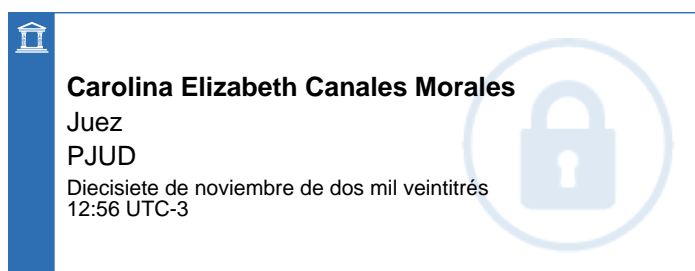 Carolina Elizabeth Canales Morales
Juez
PJUD
Diecisiete de noviembre de dos mil veintitrés
12:56 UTC-3